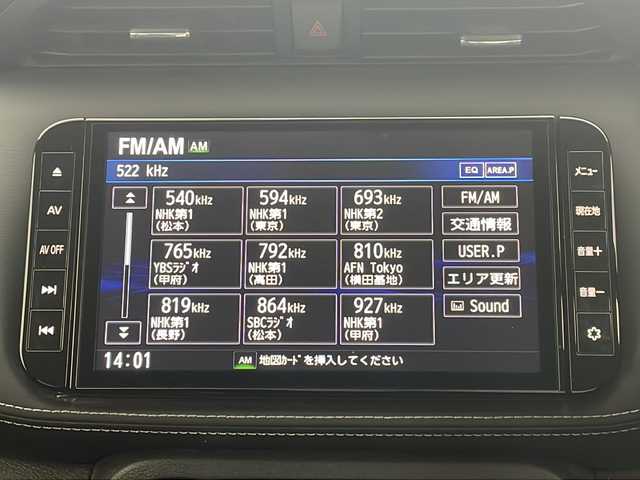 FM/AM AM
522 kHz
EQ AREA.P
540kHz
NHK第1
(松本)
594kHz
NHK第1
(東京)
693kHz
NHK第2
(東京)
765kHz
YBSﾗｼﾞｵ
(甲府)
792kHz
NHK第1
(高田)
810kHz
AFN Tokyo
(横田基地)
819kHz
NHK第1
(長野)
864kHz
SBCﾗｼﾞｵ
(松本)
927kHz
NHK第1
(甲府)
FM/AM
交通情報
USER.P
エリア更新
Sound
14:01
AM 地図ｶｰﾄﾞを挿入してください
AV
AV OFF
メニュー
現在地
音量+
音量-